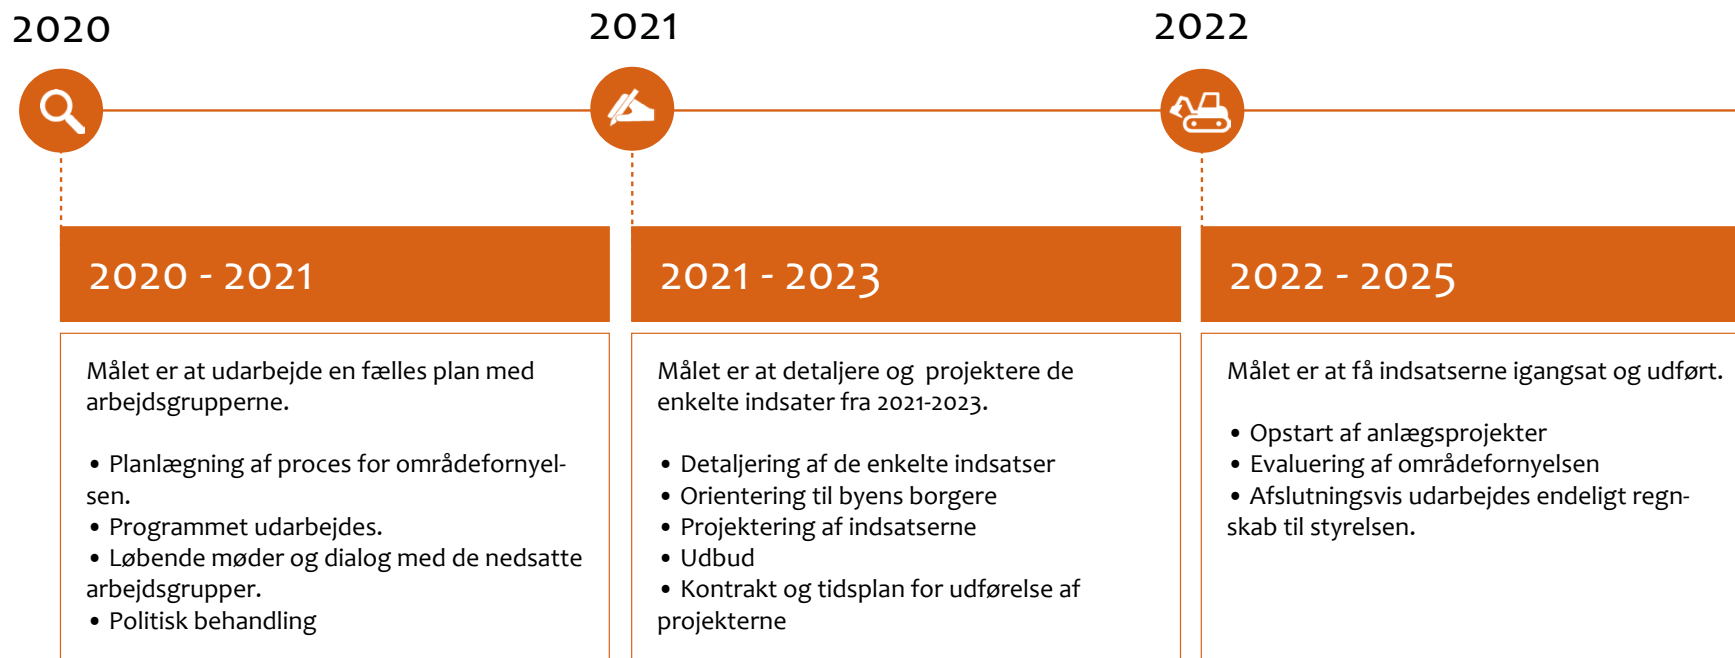 2020
2021
2022
2020 - 2021
Målet er at udarbejde en fælles plan med
arbejdsgrupperne.
• Planlægning af proces for områdefornyel-
sen.
• Programmet udarbejdes.
• Løbende møder og dialog med de nedsatte
arbejdsgrupper.
• Politisk behandling
2021 - 2023
Målet er at detaljere og  projektere de
enkelte indsater fra 2021-2023.
• Detaljering af de enkelte indsatser
• Orientering til byens borgere
• Projektering af indsatserne
• Udbud
• Kontrakt og tidsplan for udførelse af
projekterne
2022 - 2025
Målet er at få indsatserne igangsat og udført.
• Opstart af anlægsprojekter
• Evaluering af områdefornyelsen
• Afslutningsvis udarbejdes endeligt regn-
skab til styrelsen.